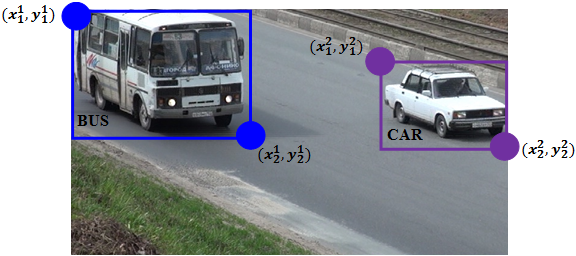 (x₁¹, y₁¹)
(x₁², y₁²)
BUS
CAR
(x₂¹, y₂¹)
(x₂², y₂²)